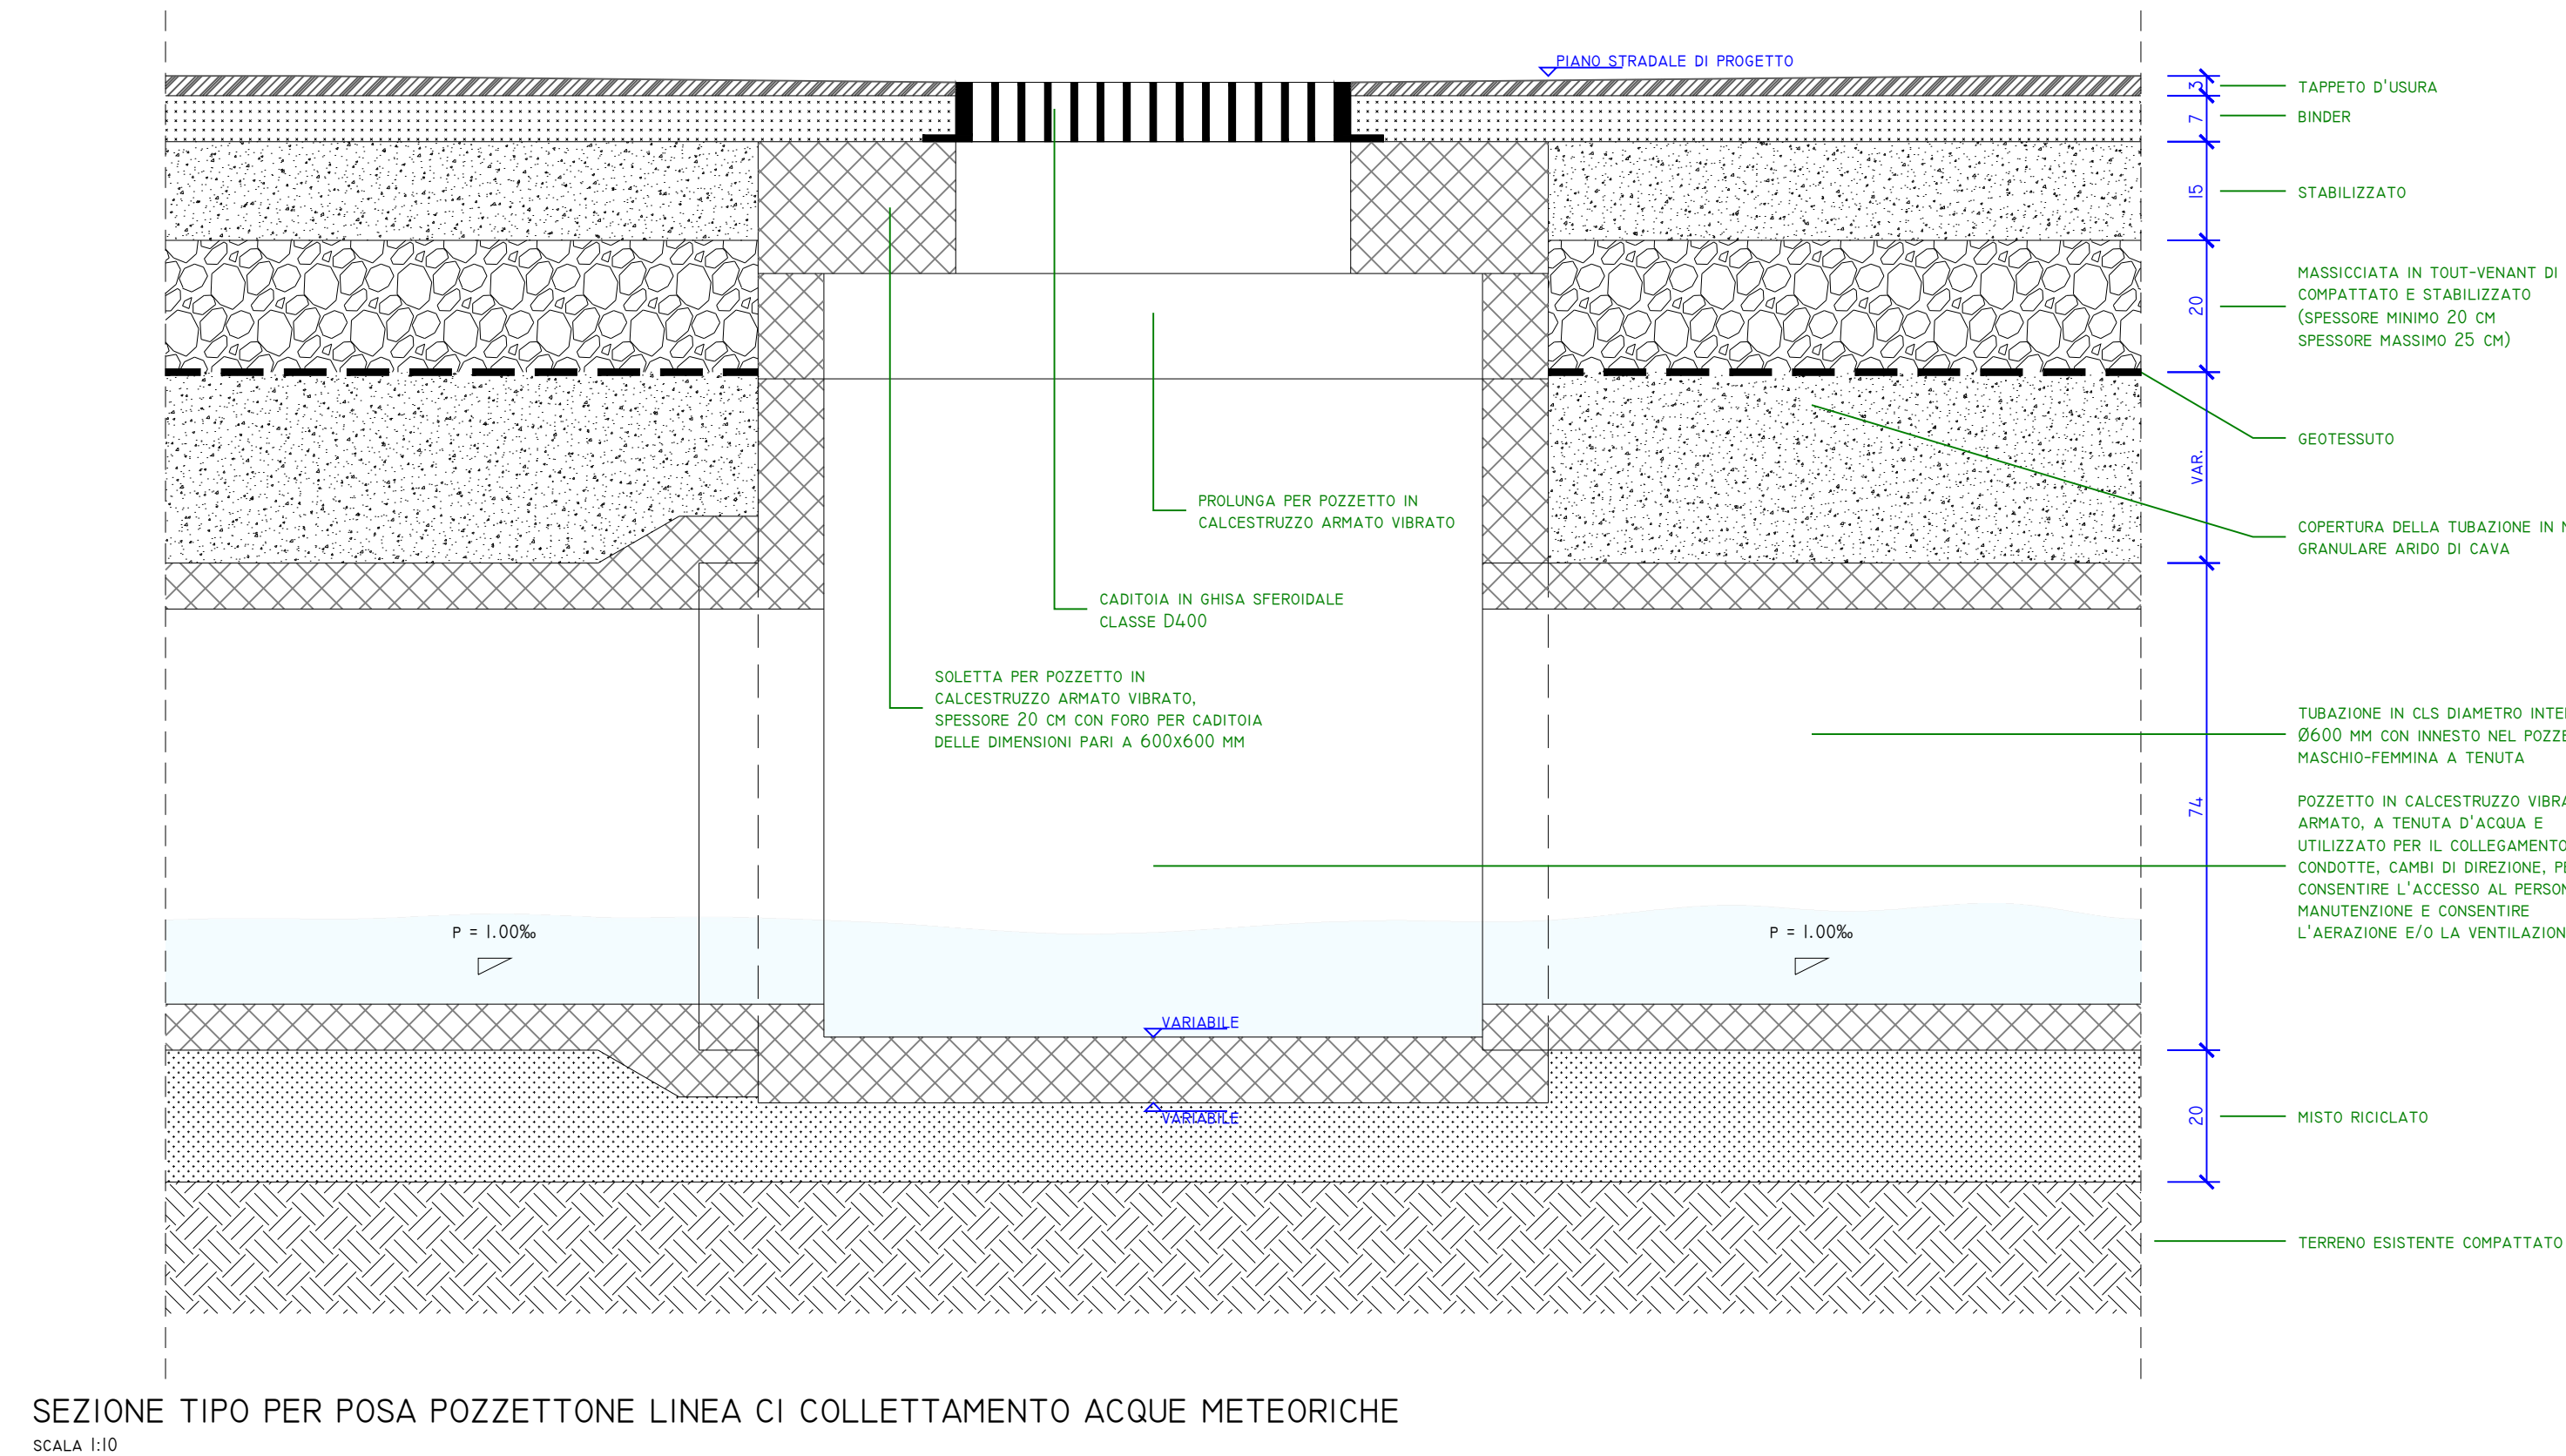 PIANO STRADALE DI PROGETTO
3
TAPPETO D'USURA
7
BINDER
15
STABILIZZATO
20
MASSICCIATA IN TOUT-VENANT DI
COMPATTATO E STABILIZZATO
(SPESSORE MINIMO 20 CM
SPESSORE MASSIMO 25 CM)
GEOTESSUTO
VAR.
COPERTURA DELLA TUBAZIONE IN
GRANULARE ARIDO DI CAVA
PROLUNGA PER POZZETTO IN
CALCESTRUZZO ARMATO VIBRATO
CADITOIA IN GHISA SFEROIDALE
CLASSE D400
SOLETTA PER POZZETTO IN
CALCESTRUZZO ARMATO VIBRATO,
SPESSORE 20 CM CON FORO PER CADITOIA
DELLE DIMENSIONI PARI A 600X600 MM
TUBAZIONE IN CLS DIAMETRO
Ø600 MM CON INNESTO NEL
MASCHIO-FEMMINA A TENUTA
74
POZZETTO IN CALCESTRUZZO
ARMATO, A TENUTA D'ACQUA E
UTILIZZATO PER IL COLLEGAMENTO
CONDOTTE, CAMBI DI DIREZIONE,
CONSENTIRE L'ACCESSO AL
MANUTENZIONE E CONSENTIRE
L'AERAZIONE E/O LA
P = 1.00‰
P = 1.00‰
VARIABILE
VARIABILE
20
MISTO RICICLATO
TERRENO ESISTENTE COMPATTATO
SEZIONE TIPO PER POSA POZZETTONE LINEA CI COLLETTAMENTO ACQUE METEORICHE
SCALA 1:10